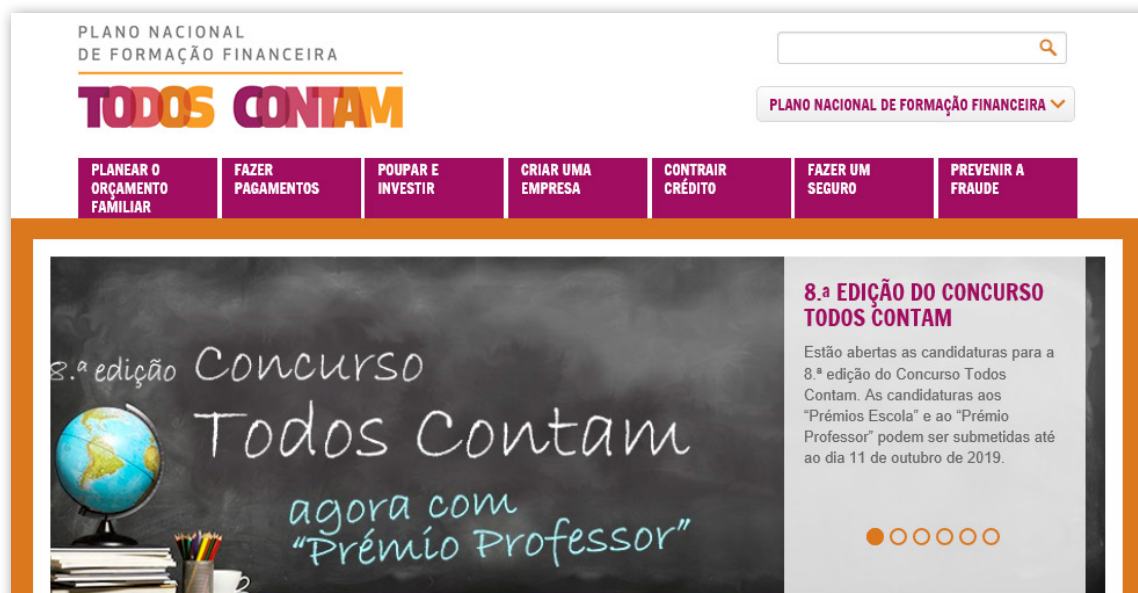 PLANO NACIONAL
DE FORMAÇÃO FINANCEIRA
TODOS CONTAM
PLANO NACIONAL DE FORMAÇÃO FINANCEIRA
PLANEAR O
ORÇAMENTO
FAMILIAR
FAZER
PAGAMENTOS
POUPAR E
INVESTIR
CRIAR UMA
EMPRESA
CONTRAIR
CRÉDITO
FAZER UM
SEGURO
PREVENIR A
FRAUDE
8.ª edição Concurso
Todos Contam
agora com
"Prémio Professor"
8.ª EDIÇÃO DO CONCURSO
TODOS CONTAM
Estão abertas as candidaturas para a
8.ª edição do Concurso Todos
Contam. As candidaturas aos
“Prémios Escola” e ao “Prémio
Professor” podem ser submetidas até
ao dia 11 de outubro de 2019.